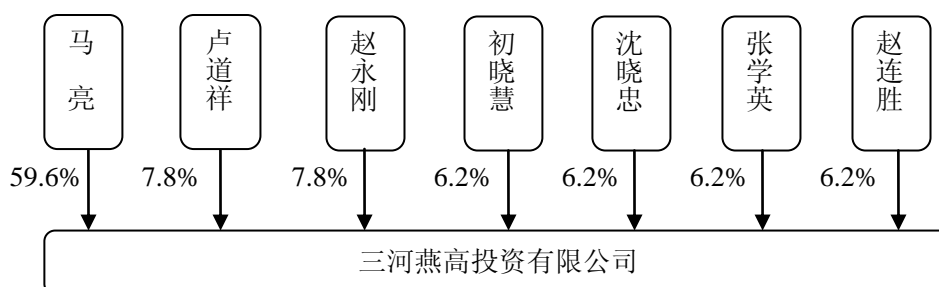 马 亮
卢道祥
赵永刚
初晓慧
沈晓忠
张学英
赵连胜
59.6%
7.8%
7.8%
6.2%
6.2%
6.2%
6.2%
三河燕高投资有限公司